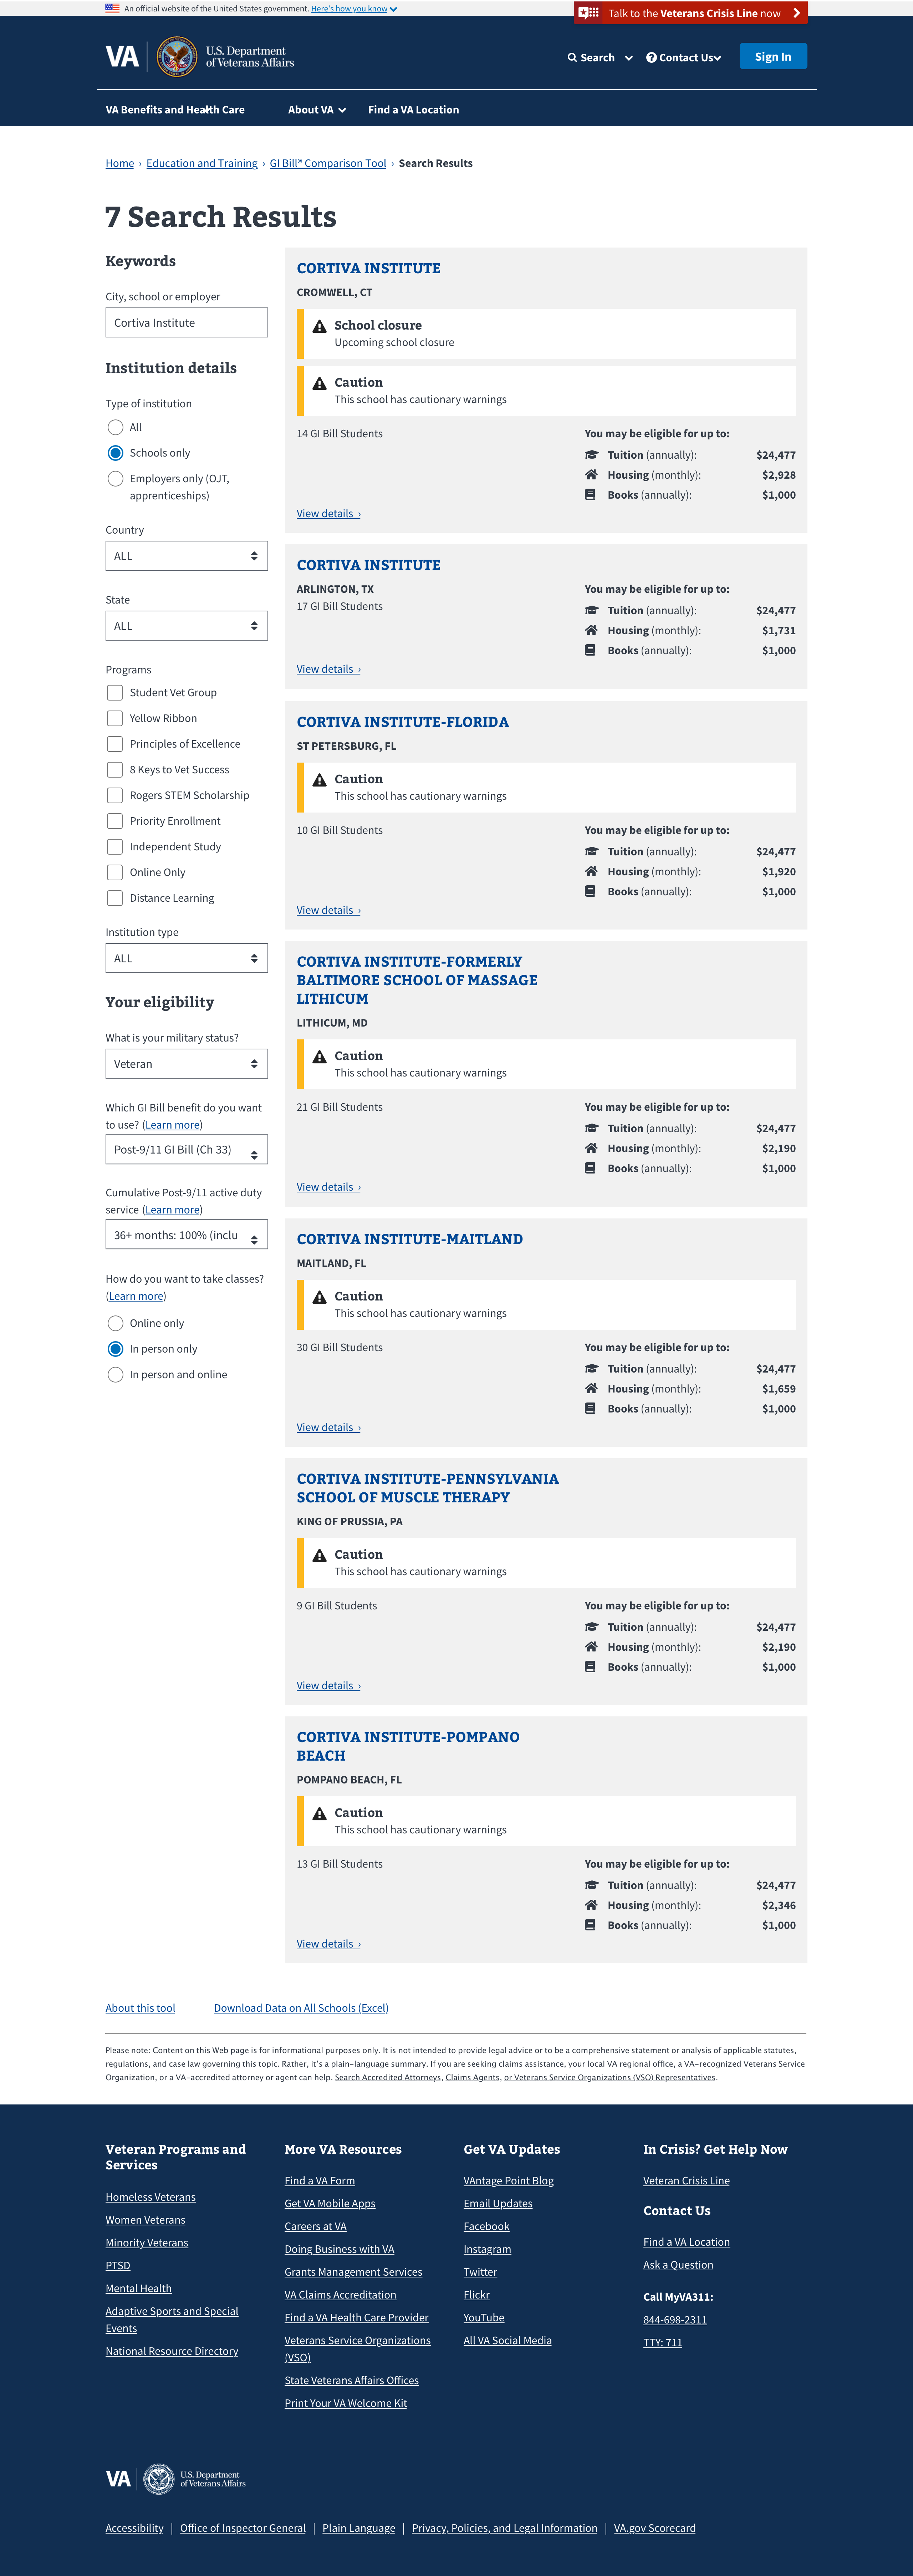 An official website of the United States government. Here's how you know
Talk to the Veterans Crisis Line now
VA
U.S. Department
of Veterans Affairs
Search
Contact Us
Sign In
VA Benefits and Health Care
About VA
Find a VA Location
Home › Education and Training › GI Bill® Comparison Tool › Search Results
7 Search Results
Keywords
City, school or employer
Cortiva Institute
Institution details
Type of institution
All
Schools only
Employers only (OJT,
apprenticeships)
Country
ALL
State
ALL
Programs
Student Vet Group
Yellow Ribbon
Principles of Excellence
8 Keys to Vet Success
Rogers STEM Scholarship
Priority Enrollment
Independent Study
Online Only
Distance Learning
Institution type
ALL
Your eligibility
What is your military status?
Veteran
Which GI Bill benefit do you want
to use? (Learn more)
Post-9/11 GI Bill (Ch 33)
Cumulative Post-9/11 active duty
service (Learn more)
36+ months: 100% (inclu
How do you want to take classes?
(Learn more)
Online only
In person only
In person and online
CORTIVA INSTITUTE
CROMWELL, CT
School closure
Upcoming school closure
Caution
This school has cautionary warnings
14 GI Bill Students
You may be eligible for up to:
Tuition (annually): $24,477
Housing (monthly): $2,928
Books (annually): $1,000
View details ›
CORTIVA INSTITUTE
ARLINGTON, TX
17 GI Bill Students
You may be eligible for up to:
Tuition (annually): $24,477
Housing (monthly): $1,731
Books (annually): $1,000
View details ›
CORTIVA INSTITUTE-FLORIDA
ST PETERSBURG, FL
Caution
This school has cautionary warnings
10 GI Bill Students
You may be eligible for up to:
Tuition (annually): $24,477
Housing (monthly): $1,920
Books (annually): $1,000
View details ›
CORTIVA INSTITUTE-FORMERLY
BALTIMORE SCHOOL OF MASSAGE
LITHICUM
LITHICUM, MD
Caution
This school has cautionary warnings
21 GI Bill Students
You may be eligible for up to:
Tuition (annually): $24,477
Housing (monthly): $2,190
Books (annually): $1,000
View details ›
CORTIVA INSTITUTE-MAITLAND
MAITLAND, FL
Caution
This school has cautionary warnings
30 GI Bill Students
You may be eligible for up to:
Tuition (annually): $24,477
Housing (monthly): $1,659
Books (annually): $1,000
View details ›
CORTIVA INSTITUTE-PENNSYLVANIA
SCHOOL OF MUSCLE THERAPY
KING OF PRUSSIA, PA
Caution
This school has cautionary warnings
9 GI Bill Students
You may be eligible for up to:
Tuition (annually): $24,477
Housing (monthly): $2,190
Books (annually): $1,000
View details ›
CORTIVA INSTITUTE-POMPANO
BEACH
POMPANO BEACH, FL
Caution
This school has cautionary warnings
13 GI Bill Students
You may be eligible for up to:
Tuition (annually): $24,477
Housing (monthly): $2,346
Books (annually): $1,000
View details ›
About this tool
Download Data on All Schools (Excel)
Please note: Content on this Web page is for informational purposes only. It is not intended to provide legal advice or to be a comprehensive statement or analysis of applicable statutes,
regulations, and case law governing this topic. Rather, it's a plain-language summary. If you are seeking claims assistance, your local VA regional office, a VA-recognized Veterans Service
Organization, or a VA-accredited attorney or agent can help. Search Accredited Attorneys, Claims Agents, or Veterans Service Organizations (VSO) Representatives.
Veteran Programs and
Services
Homeless Veterans
Women Veterans
Minority Veterans
PTSD
Mental Health
Adaptive Sports and Special
Events
National Resource Directory
More VA Resources
Find a VA Form
Get VA Mobile Apps
Careers at VA
Doing Business with VA
Grants Management Services
VA Claims Accreditation
Find a VA Health Care Provider
Veterans Service Organizations
(VSO)
State Veterans Affairs Offices
Print Your VA Welcome Kit
Get VA Updates
VAntage Point Blog
Email Updates
Facebook
Instagram
Twitter
Flickr
YouTube
All VA Social Media
In Crisis? Get Help Now
Veteran Crisis Line
Contact Us
Find a VA Location
Ask a Question
Call MyVA311:
844-698-2311
TTY: 711
VA
U.S. Department
of Veterans Affairs
Accessibility | Office of Inspector General | Plain Language | Privacy, Policies, and Legal Information | VA.gov Scorecard